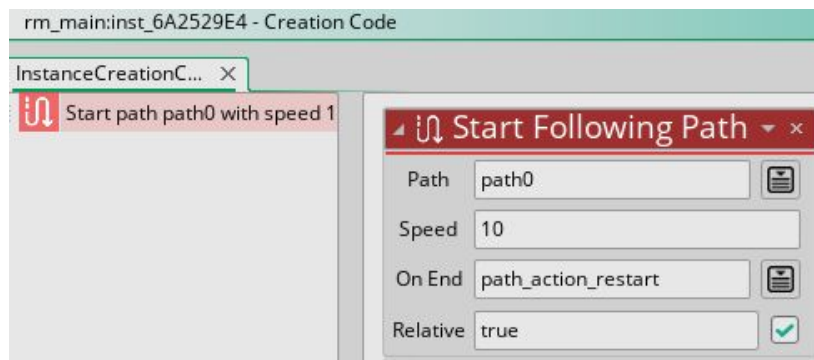 rm_main:inst_6A2529E4 - Creation Code
InstanceCreationC... ×
Start path path0 with speed 1
Start Following Path
Path path0
Speed 10
On End path_action_restart
Relative true